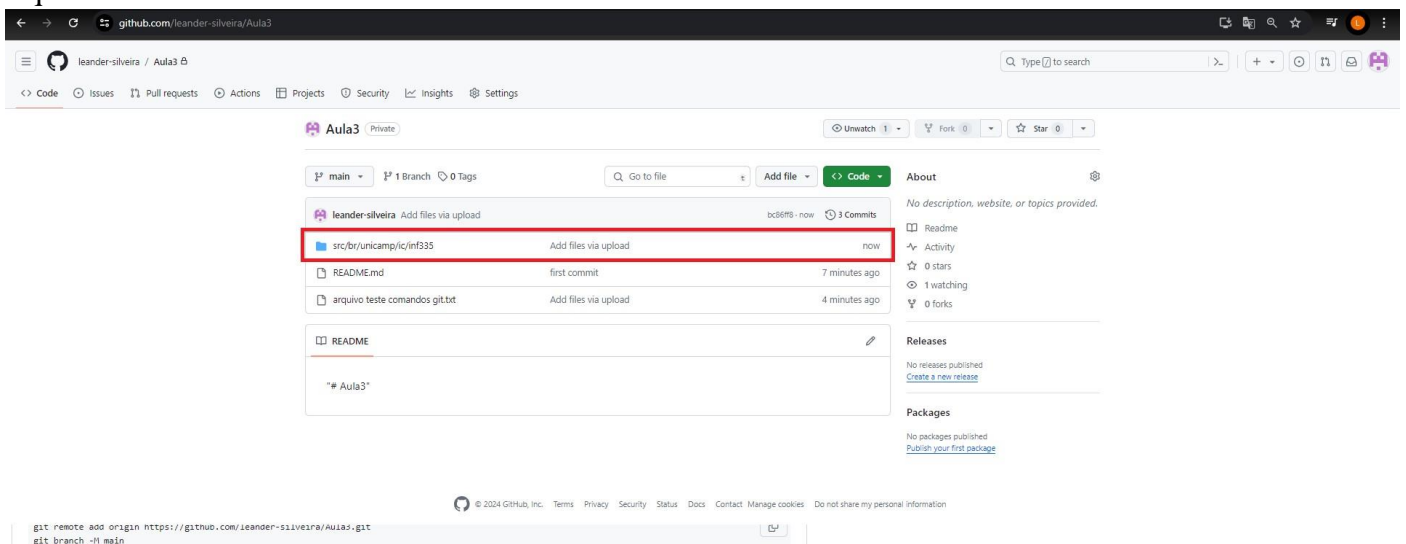 github.com/leander-silveira/Aula3
leander-silveira / Aula3
Type / to search
Code Issues Pull requests Actions Projects Security Insights Settings
Aula3 Private
Unwatch 1 Fork 0 Star 0
main 1 Branch 0 Tags Go to file t Add file Code
leander-silveira Add files via upload bc86ff8 · now 3 Commits
src/br/unicamp/ic/inf335 Add files via upload now
README.md first commit 7 minutes ago
arquivo teste comandos git.txt Add files via upload 4 minutes ago
README
"# Aula3"
About
No description, website, or topics provided.
Readme
Activity
0 stars
1 watching
0 forks
Releases
No releases published
Create a new release
Packages
No packages published
Publish your first package
© 2024 GitHub, Inc. Terms Privacy Security Status Docs Contact Manage cookies Do not share my personal information
git remote add origin https://github.com/leander-silveira/Aula3.git
git branch -M main